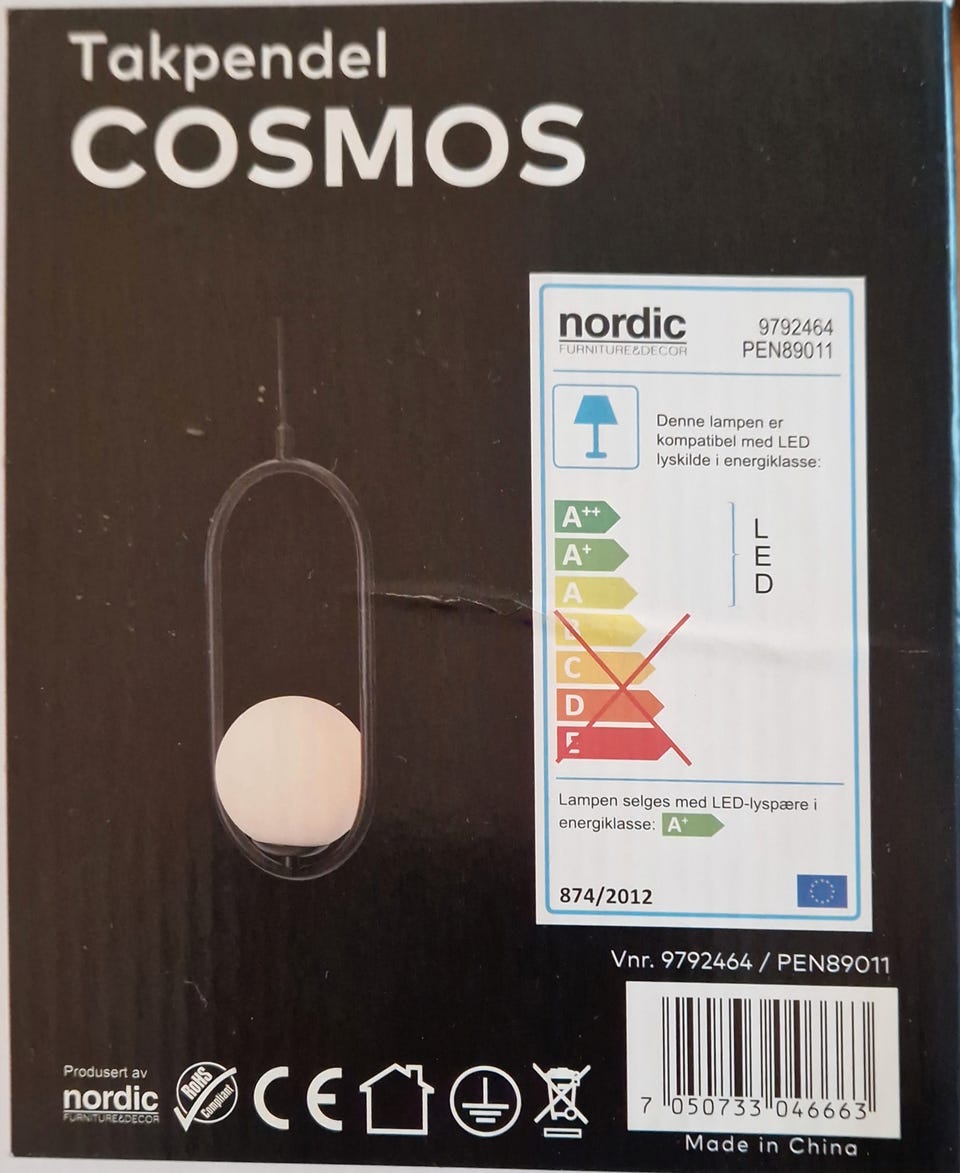 Takpendel
COSMOS
nordic
FURNITURE&DECOR
9792464
PEN89011
Denne lampen er
kompatibel med LED
lyskilde i energiklasse:
A++
A+
A
B
C
D
E
L
E
D
Lampen selges med LED-lyspære i
energiklasse: A+
874/2012
Vnr. 9792464 / PEN89011
Produsert av
nordic
FURNITURE&DECOR
RoHS
Compliant
CE
7 050733 046663
Made in China